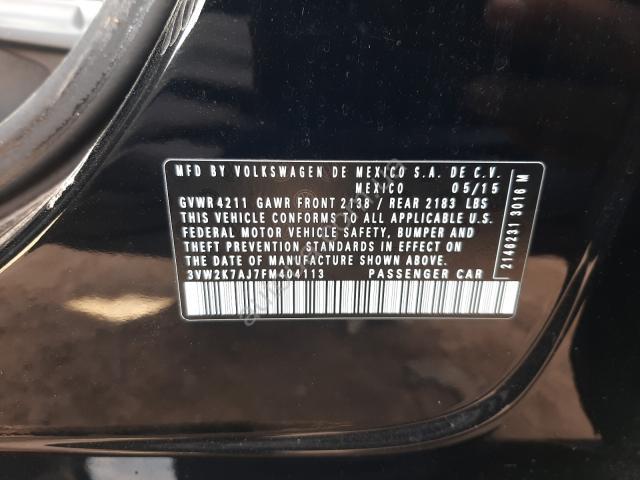 MFD BY VOLKSWAGEN DE MEXICO S.A. DE C.V.
MEXICO 05/15
GVWR 4211 GAWR FRONT 2138 / REAR 2183 LBS
THIS VEHICLE CONFORMS TO ALL APPLICABLE U.S.
FEDERAL MOTOR VEHICLE SAFETY, BUMPER AND
THEFT PREVENTION STANDARDS IN EFFECT ON
THE DATE OF MANUFACTURE SHOWN ABOVE.
3VW2K7AJ7FM404113 PASSENGER CAR
2146231 3016 M